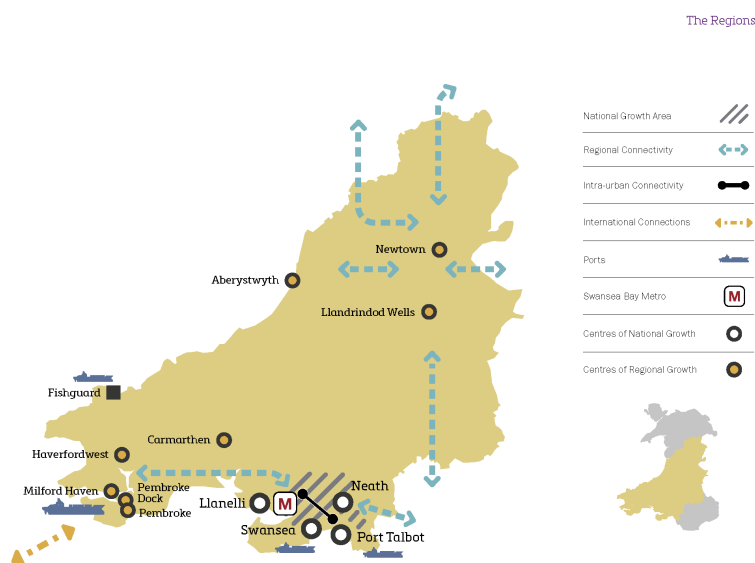 The Regions
National Growth Area
Regional Connectivity
Intra-urban Connectivity
International Connections
Ports
Swansea Bay Metro
M
Centres of National Growth
Centres of Regional Growth
Newtown
Aberystwyth
Llandrindod Wells
Fishguard
Carmarthen
Haverfordwest
Milford Haven
Pembroke
Dock
Pembroke
Llanelli
M
Neath
Swansea
Port Talbot